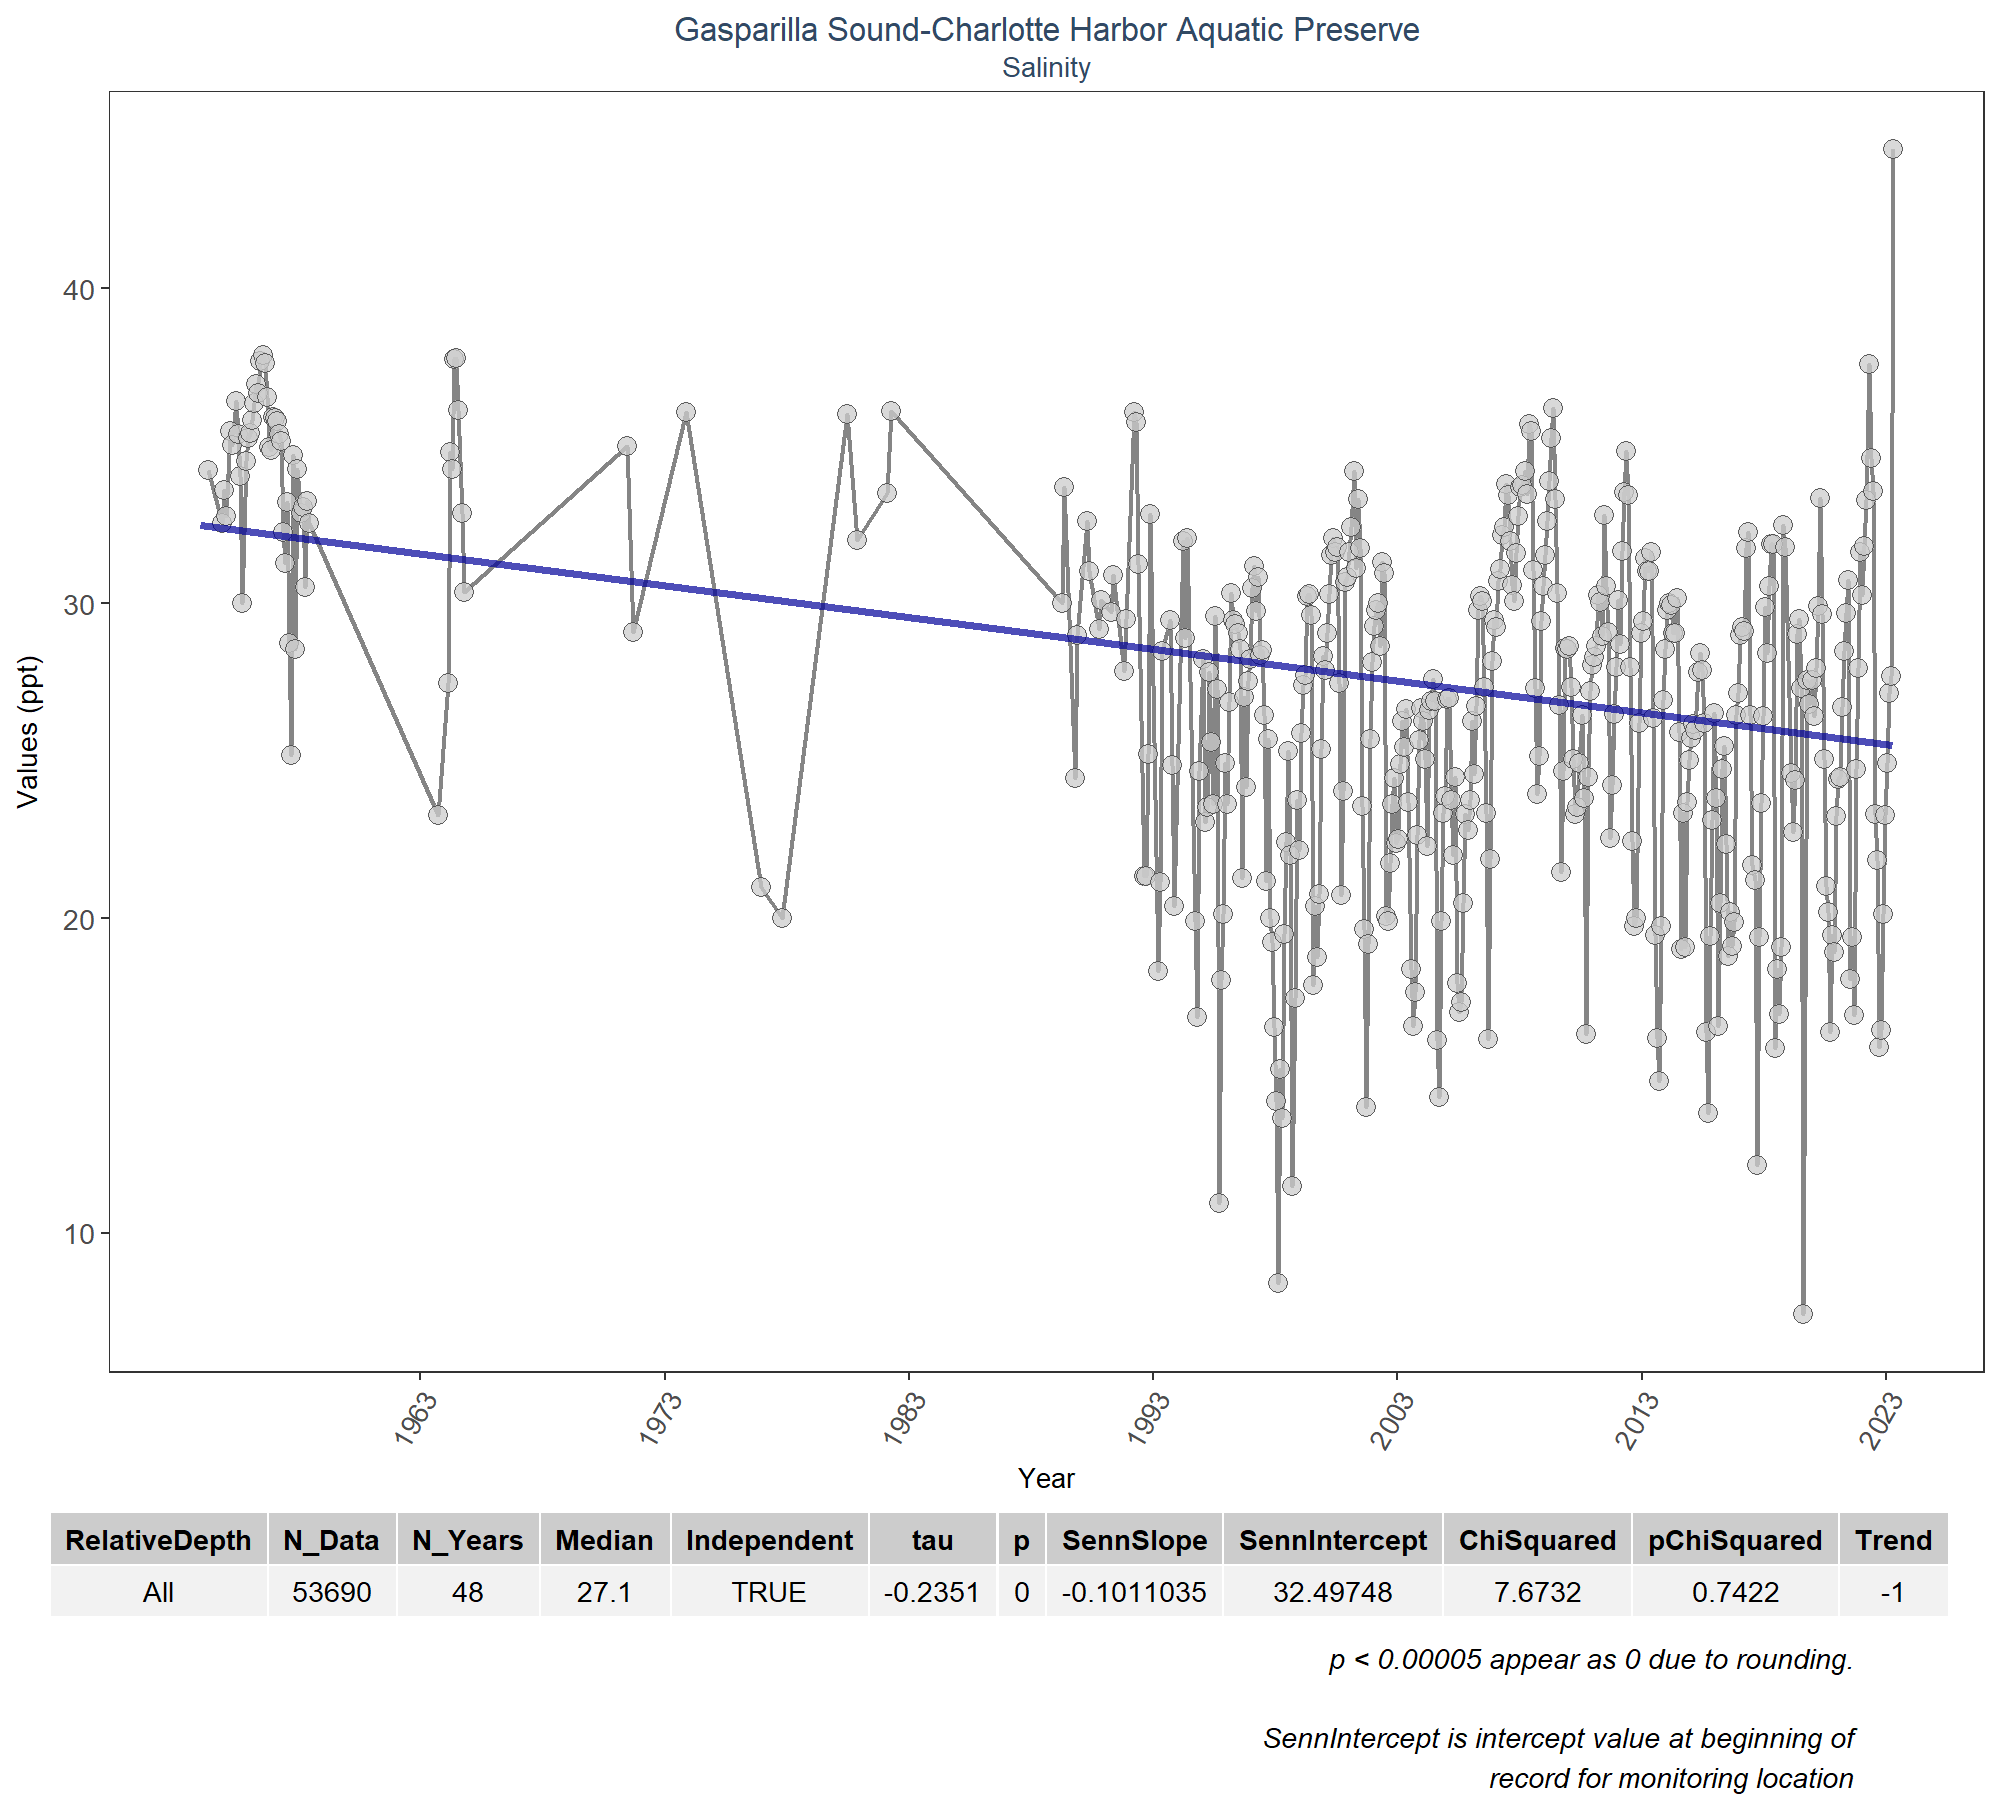 Gasparilla Sound-Charlotte Harbor Aquatic Preserve
Salinity
Values (ppt)
40
30
20
10
1963
1973
1983
1993
2003
2013
2023
Year
RelativeDepth N_Data N_Years Median Independent tau p SennSlope SennIntercept ChiSquared pChiSquared Trend
All 53690 48 27.1 TRUE -0.2351 0 -0.1011035 32.49748 7.6732 0.7422 -1
p < 0.00005 appear as 0 due to rounding.
SennIntercept is intercept value at beginning of
record for monitoring location